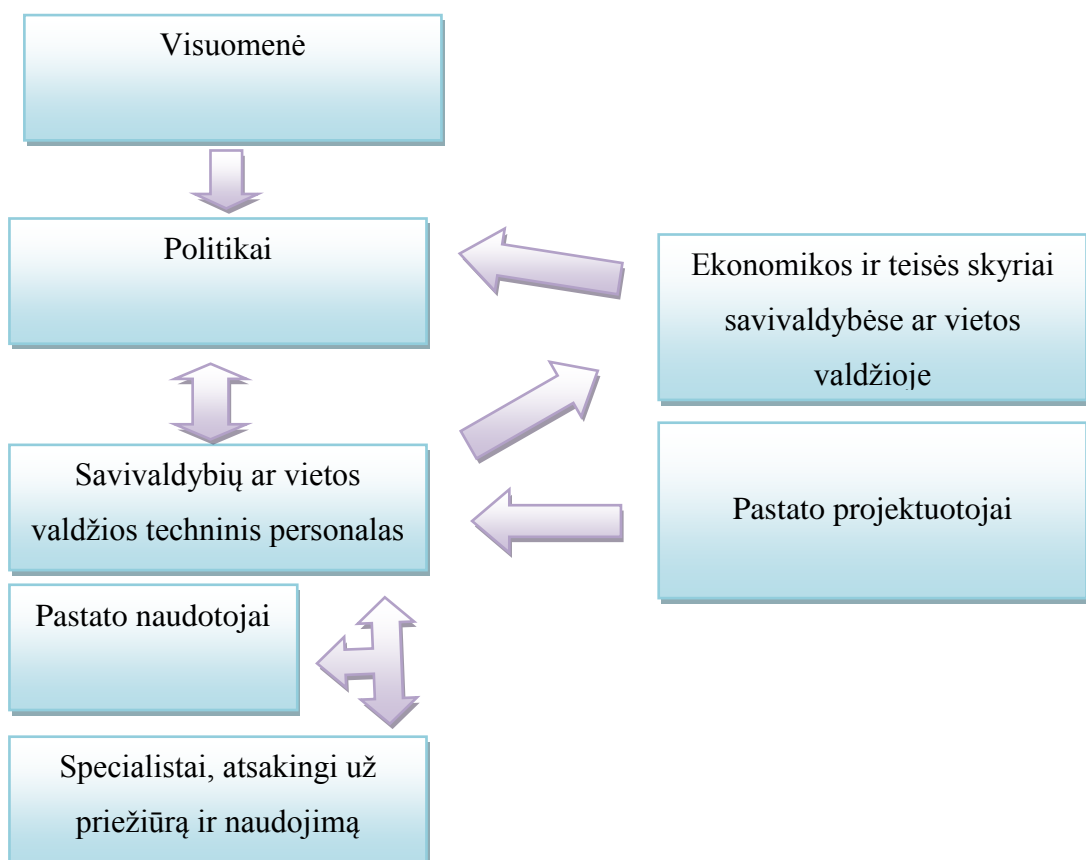 Visuomenė
Politikai
Ekonomikos ir teisės skyriai
savivaldybėse ar vietos
valdžioje
Savivaldybių ar vietos
valdžios techninis personalas
Pastato projektuotojai
Pastato naudotojai
Specialistai, atsakingi už
priežiūrą ir naudojimą